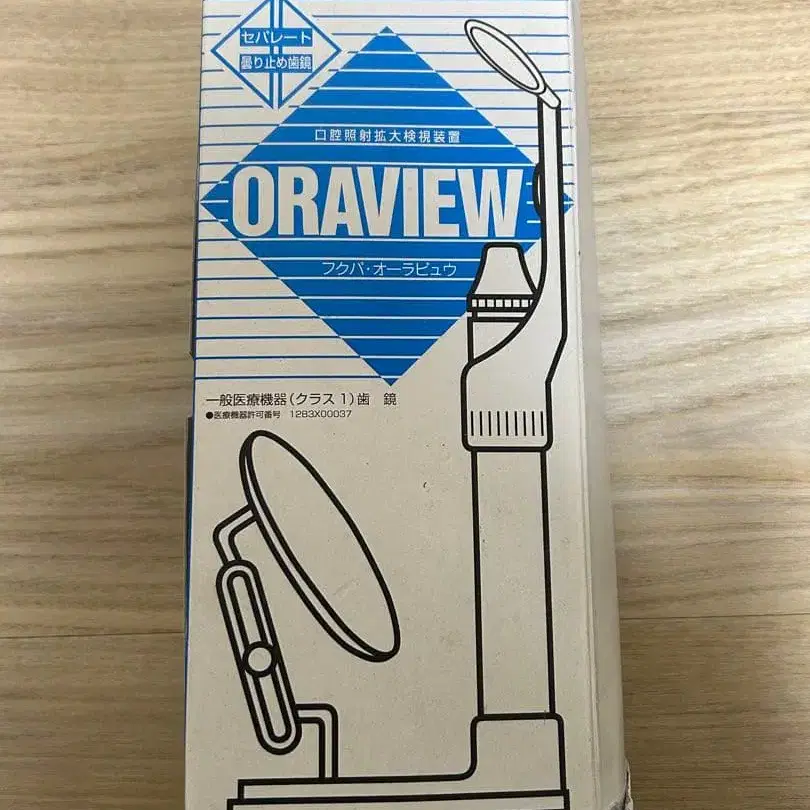 セパレート
曇り止め歯鏡
口腔照射拡大検視装置
ORAVIEW
フクバ・オーラビュウ
一般医療機器(クラス1)歯 鏡
●医療機器許可番号 12B3X00037